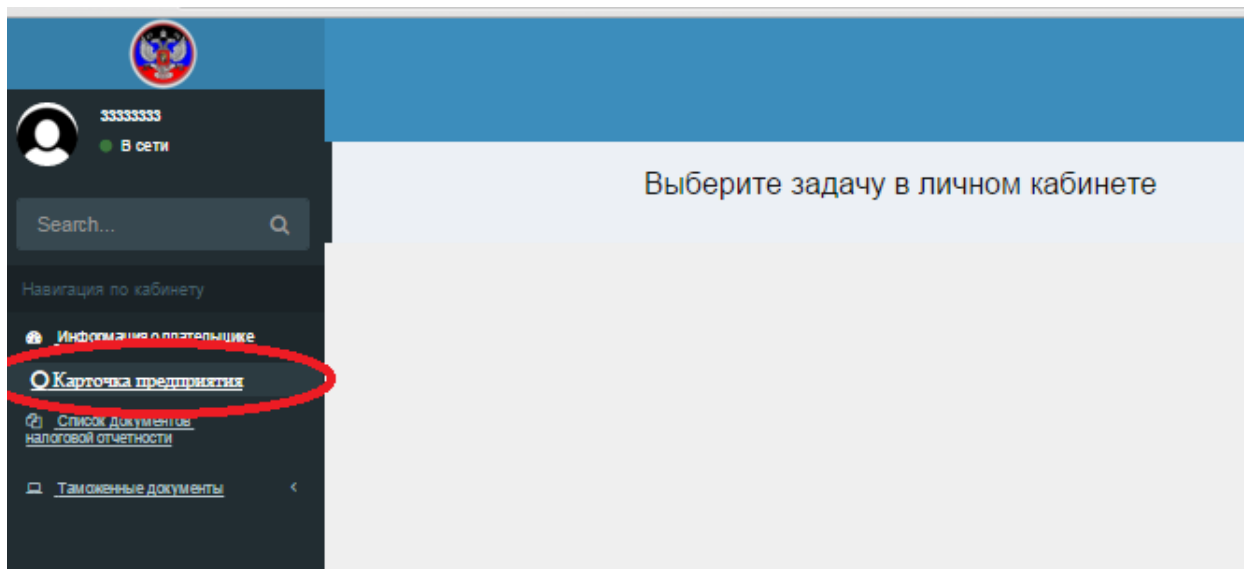 33333333
В сети
Выберите задачу в личном кабинете
Search...
Навигация по кабинету
Информация о плательщике
Карточка предприятия
Список документов
налоговой отчетности
Таможенные документы